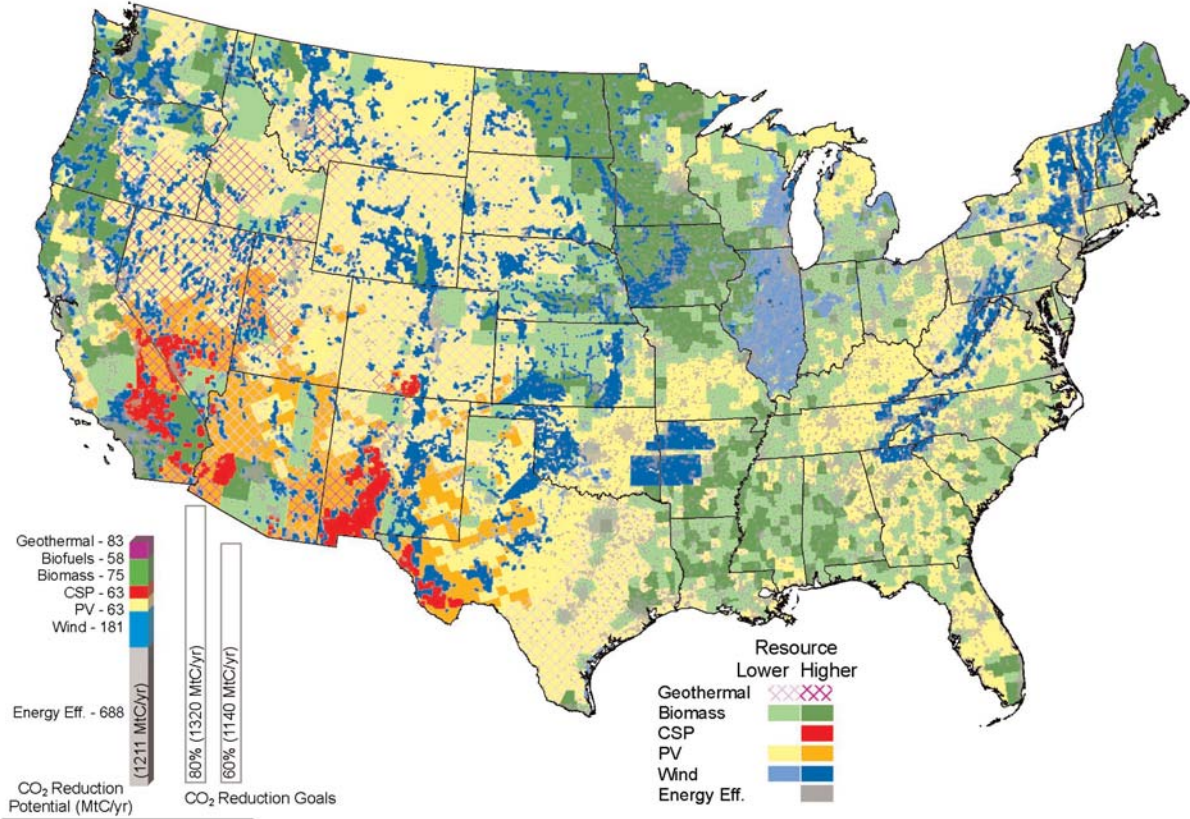 Geothermal - 83
Biofuels - 58
Biomass - 75
CSP - 63
PV - 63
Wind - 181
Energy Eff. - 688
(1211 MtC/yr)
80% (1320 MtC/yr)
60% (1140 MtC/yr)
CO₂ Reduction
Potential (MtC/yr)
CO₂ Reduction Goals
Resource
Lower Higher
Geothermal
Biomass
CSP
PV
Wind
Energy Eff.